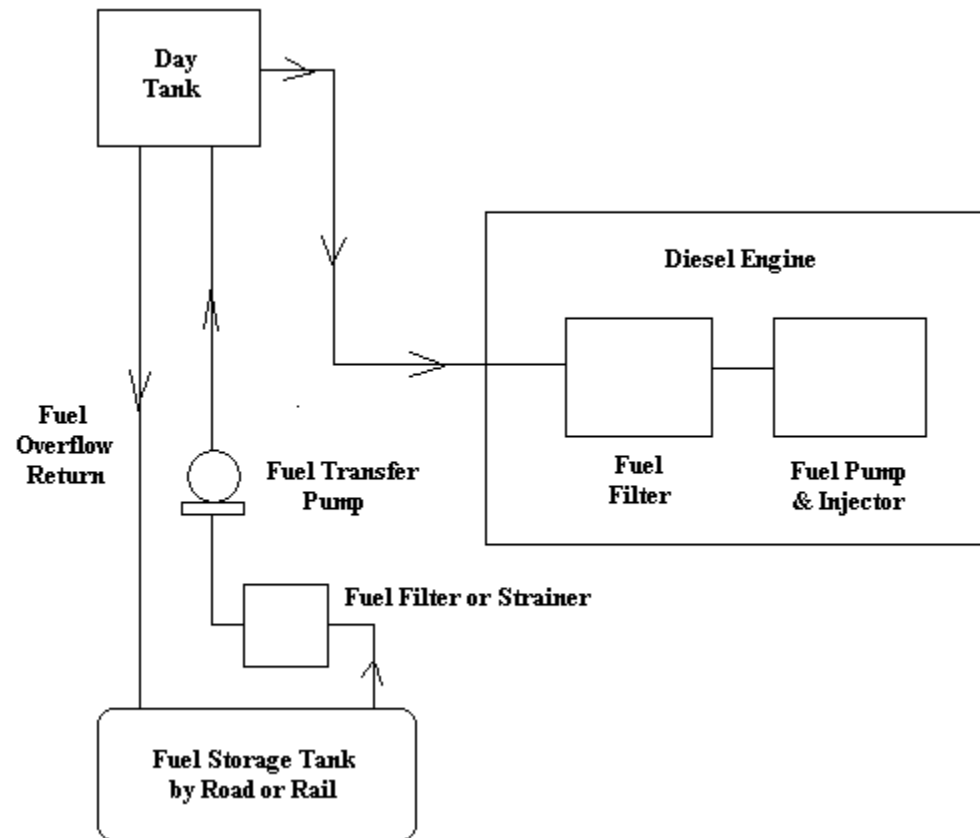 Day
Tank
Diesel Engine
Fuel
Overflow
Return
Fuel Transfer
Pump
Fuel
Filter
Fuel Pump
& Injector
Fuel Filter or Strainer
Fuel Storage Tank
by Road or Rail